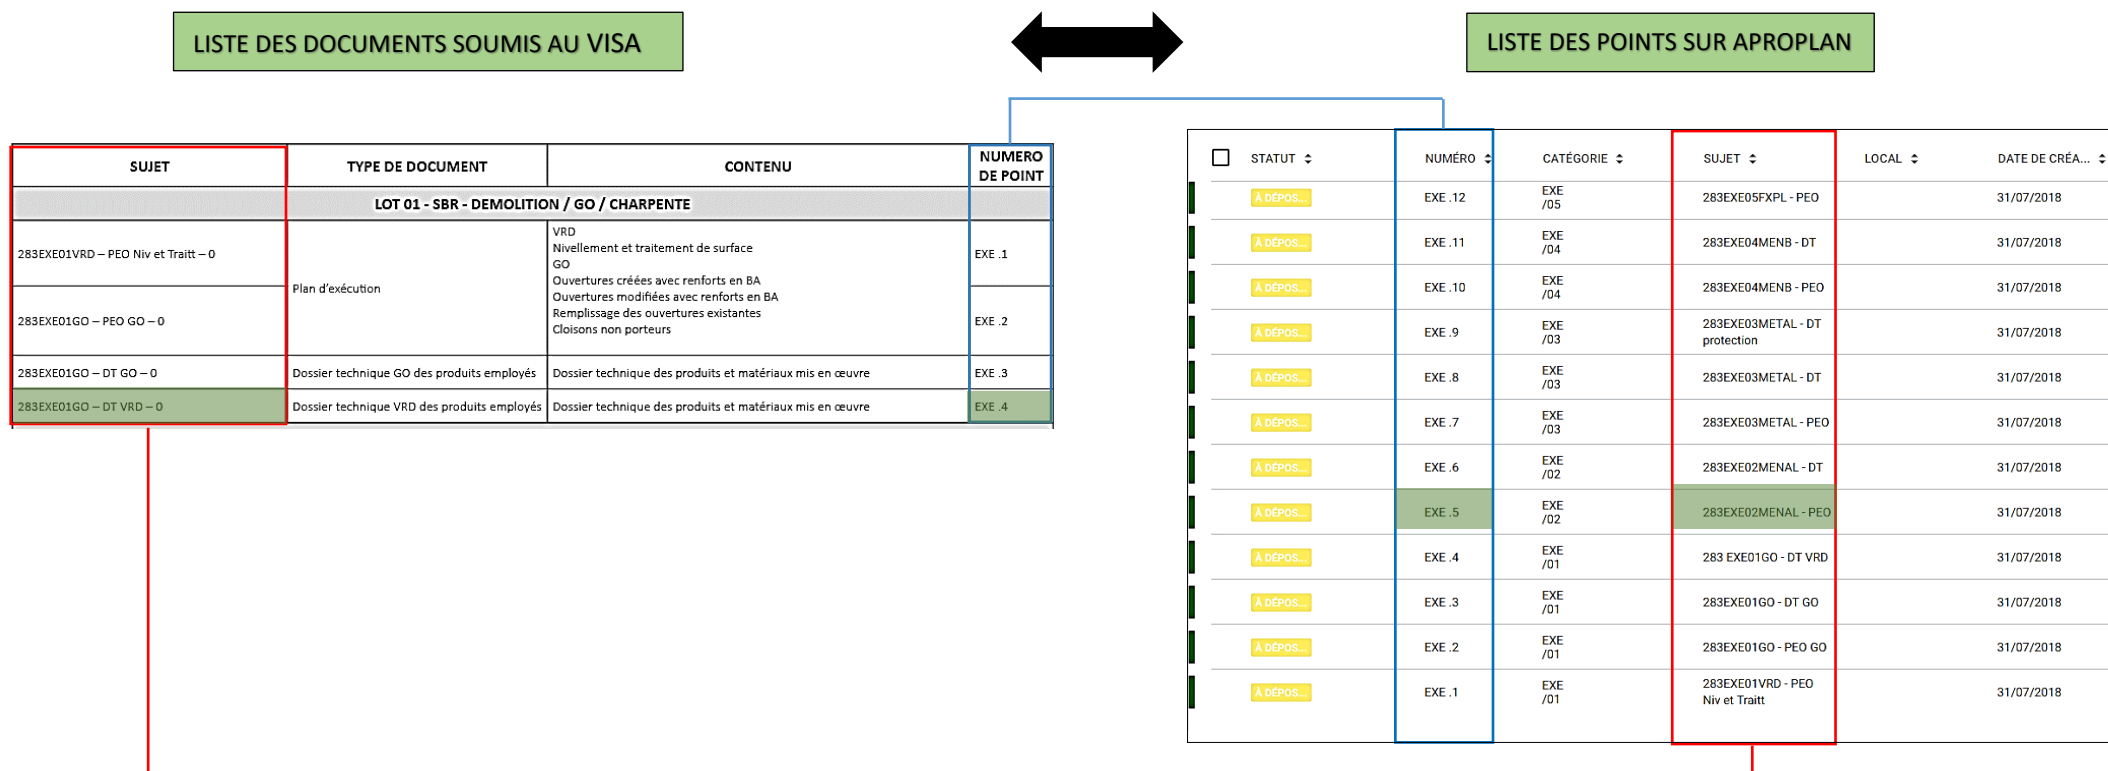 LISTE DES DOCUMENTS SOUMIS AU VISA
LISTE DES POINTS SUR APROPLAN
SUJET TYPE DE DOCUMENT CONTENU NUMERO
DE POINT
LOT 01 - SBR - DEMOLITION / GO / CHARPENTE
283EXE01VRD – PEO Niv et Traitt – 0
283EXE01GO – PEO GO – 0
Plan d'exécution
VRD
Nivellement et traitement de surface
GO
Ouvertures créées avec renforts en BA
Ouvertures modifiées avec renforts en BA
Remplissage des ouvertures existantes
Cloisons non porteurs
EXE .1
EXE .2
283EXE01GO – DT GO – 0 Dossier technique GO des produits employés Dossier technique des produits et matériaux mis en œuvre EXE .3
283EXE01GO – DT VRD – 0 Dossier technique VRD des produits employés Dossier technique des produits et matériaux mis en œuvre EXE .4
STATUT NUMÉRO CATÉGORIE SUJET LOCAL DATE DE CRÉA...
À DÉPOS... EXE .12 EXE
/05 283EXE05FXPL - PEO 31/07/2018
À DÉPOS... EXE .11 EXE
/04 283EXE04MENB - DT 31/07/2018
À DÉPOS... EXE .10 EXE
/04 283EXE04MENB - PEO 31/07/2018
À DÉPOS... EXE .9 EXE
/03 283EXE03METAL - DT
protection 31/07/2018
À DÉPOS... EXE .8 EXE
/03 283EXE03METAL - DT 31/07/2018
À DÉPOS... EXE .7 EXE
/03 283EXE03METAL - PEO 31/07/2018
À DÉPOS... EXE .6 EXE
/02 283EXE02MENAL - DT 31/07/2018
À DÉPOS... EXE .5 EXE
/02 283EXE02MENAL - PEO 31/07/2018
À DÉPOS... EXE .4 EXE
/01 283 EXE01GO - DT VRD 31/07/2018
À DÉPOS... EXE .3 EXE
/01 283EXE01GO - DT GO 31/07/2018
À DÉPOS... EXE .2 EXE
/01 283EXE01GO - PEO GO 31/07/2018
À DÉPOS... EXE .1 EXE
/01 283EXE01VRD - PEO
Niv et Traitt 31/07/2018